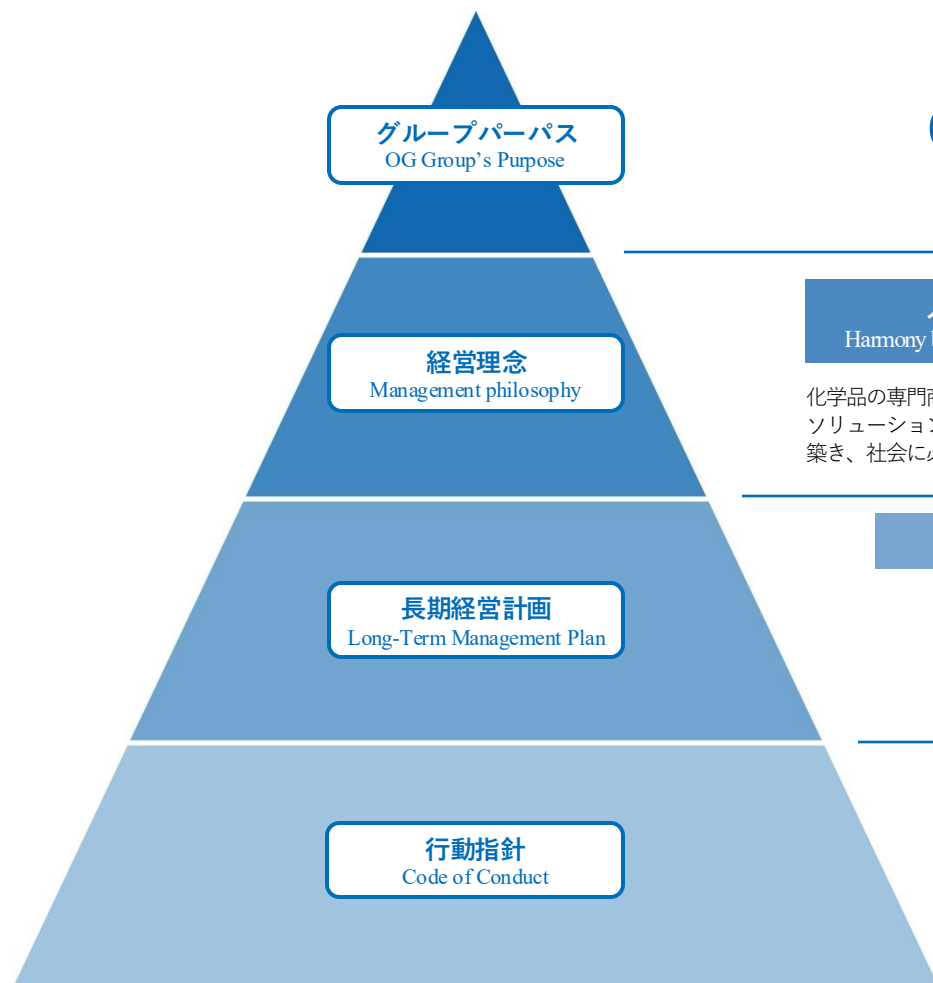 グループパーパス
OG Group's Purpose
経営理念
Management philosophy
Harmony
化学品の専門商
ソリューション
築き、社会に
長期経営計画
Long-Term Management Plan
行動指針
Code of Conduct